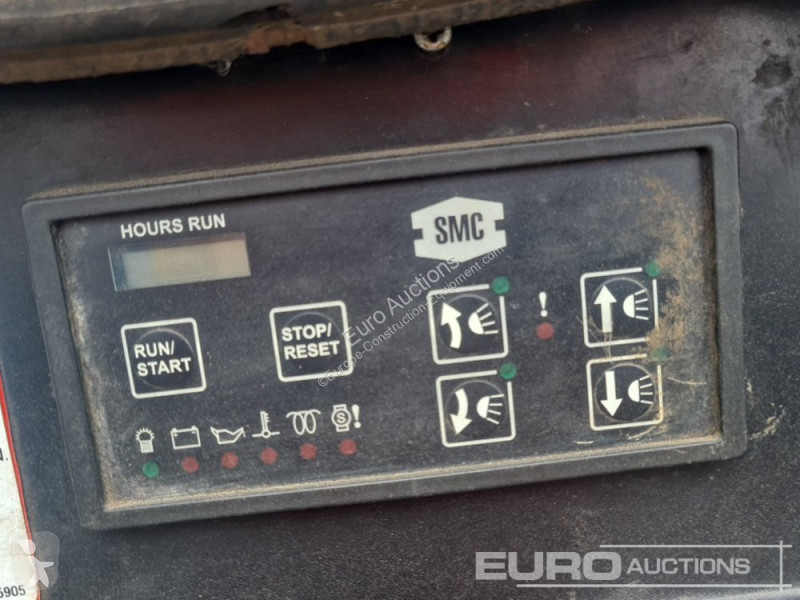 HOURS RUN
SMC
RUN/
START
STOP/
RESET
!
S !
N.
5905
©Euro Auctions
Europe-Construction-Equipment.com
EURO AUCTIONS